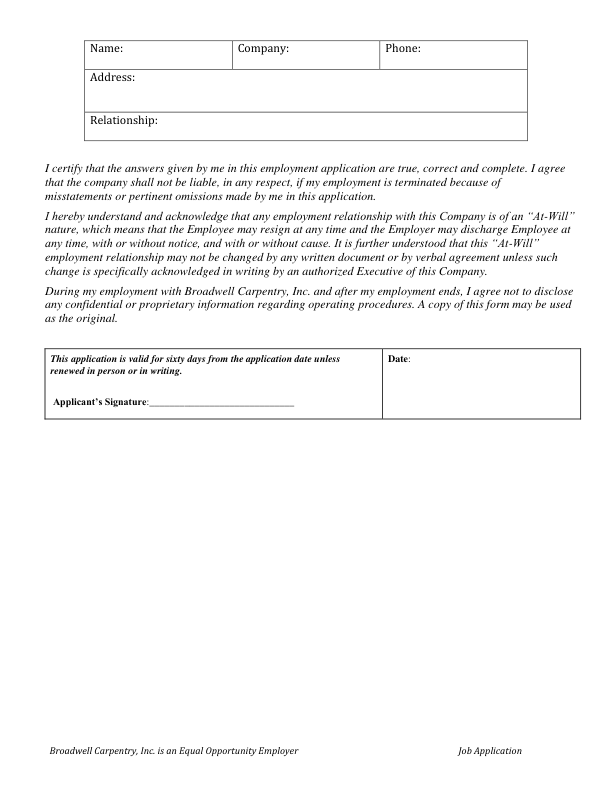 Name: Company: Phone:
Address:
Relationship:
I certify that the answers given by me in this employment application are true, correct and complete. I agree
that the company shall not be liable, in any respect, if my employment is terminated because of
misstatements or pertinent omissions made by me in this application.
I hereby understand and acknowledge that any employment relationship with this Company is of an “At-Will”
nature, which means that the Employee may resign at any time and the Employer may discharge Employee at
any time, with or without notice, and with or without cause. It is further understood that this “At-Will”
employment relationship may not be changed by any written document or by verbal agreement unless such
change is specifically acknowledged in writing by an authorized Executive of this Company.
During my employment with Broadwell Carpentry, Inc. and after my employment ends, I agree not to disclose
any confidential or proprietary information regarding operating procedures. A copy of this form may be used
as the original.
This application is valid for sixty days from the application date unless
renewed in person or in writing.
Applicant’s Signature:_____________________________
Date:
Broadwell Carpentry, Inc. is an Equal Opportunity Employer Job Application